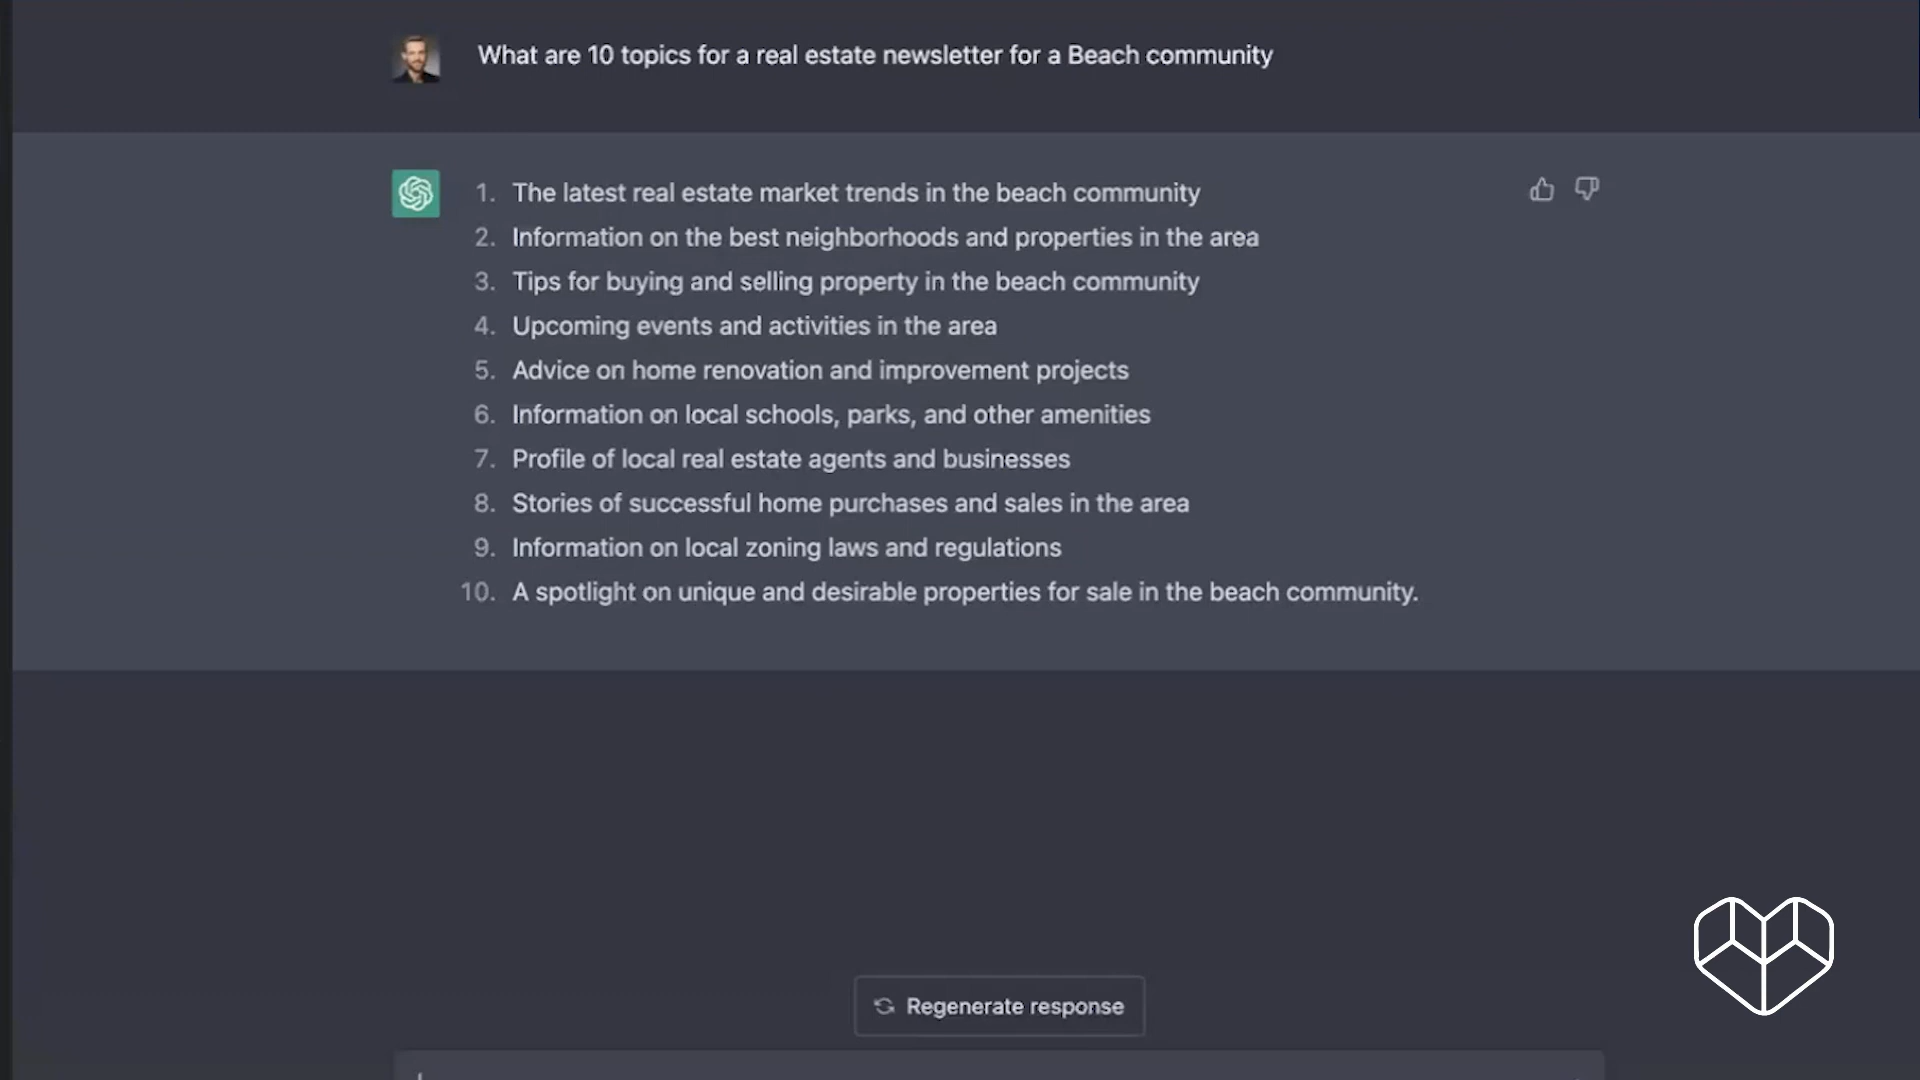 What are 10 topics for a real estate newsletter for a Beach community
1. The latest real estate market trends in the beach community
2. Information on the best neighborhoods and properties in the area
3. Tips for buying and selling property in the beach community
4. Upcoming events and activities in the area
5. Advice on home renovation and improvement projects
6. Information on local schools, parks, and other amenities
7. Profile of local real estate agents and businesses
8. Stories of successful home purchases and sales in the area
9. Information on local zoning laws and regulations
10. A spotlight on unique and desirable properties for sale in the beach community.
Regenerate response